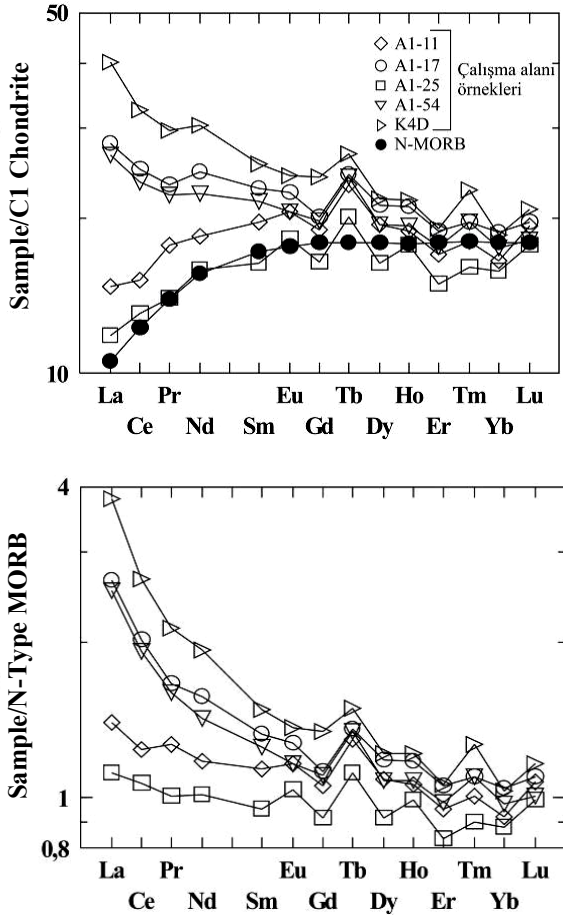 50
A1-11
A1-17
A1-25
A1-54
K4D
N-MORB
Çalışma alanı
örnekleri
Sample/C1 Chondrite
10
La Pr Eu Tb Ho Tm Lu
Ce Nd Sm Gd Dy Er Yb
4
Sample/N-Type MORB
1
0,8
La Pr Eu Tb Ho Tm Lu
Ce Nd Sm Gd Dy Er Yb